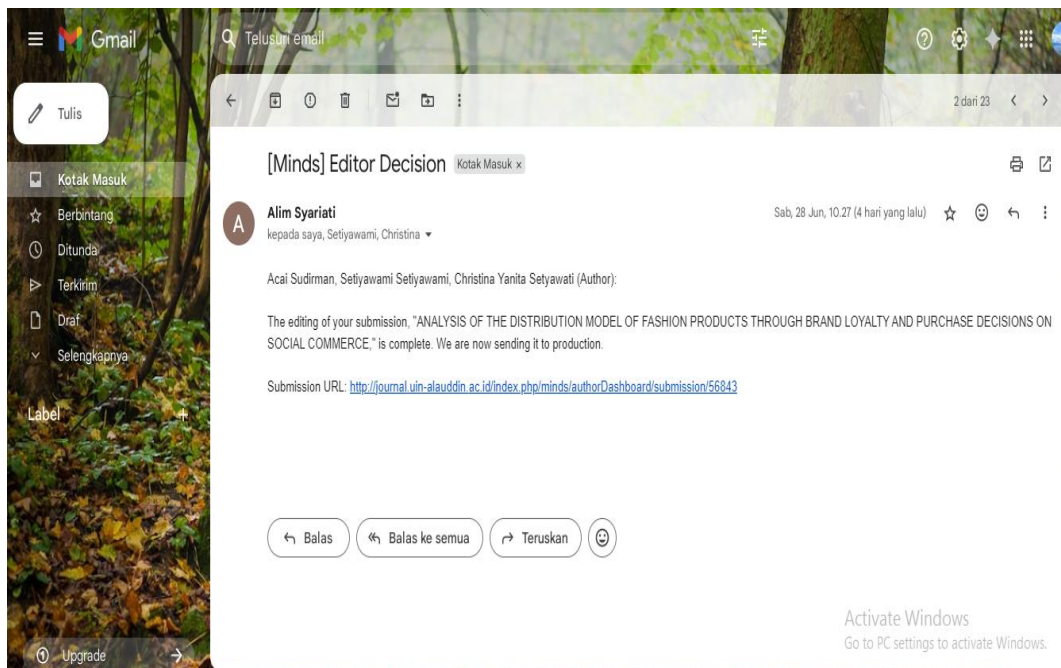 Gmail
Telusuri email
Tulis
2 dari 23
Kotak Masuk
Berbintang
Ditunda
Terkirim
Draf
Selengkapnya
Label
Upgrade
[Minds] Editor Decision Kotak Masuk x
A
Alim Syariati
Sab, 28 Jun, 10.27 (4 hari yang lalu)
kepada saya, Setiyawami, Christina
Acai Sudirman, Setiyawami Setiyawami, Christina Yanita Setyawati (Author):
The editing of your submission, "ANALYSIS OF THE DISTRIBUTION MODEL OF FASHION PRODUCTS THROUGH BRAND LOYALTY AND PURCHASE DECISIONS ON
SOCIAL COMMERCE," is complete. We are now sending it to production.
Submission URL: http://journal.uin-alauddin.ac.id/index.php/minds/authorDashboard/submission/56843
Balas
Balas ke semua
Teruskan
Activate Windows
Go to PC settings to activate Windows.